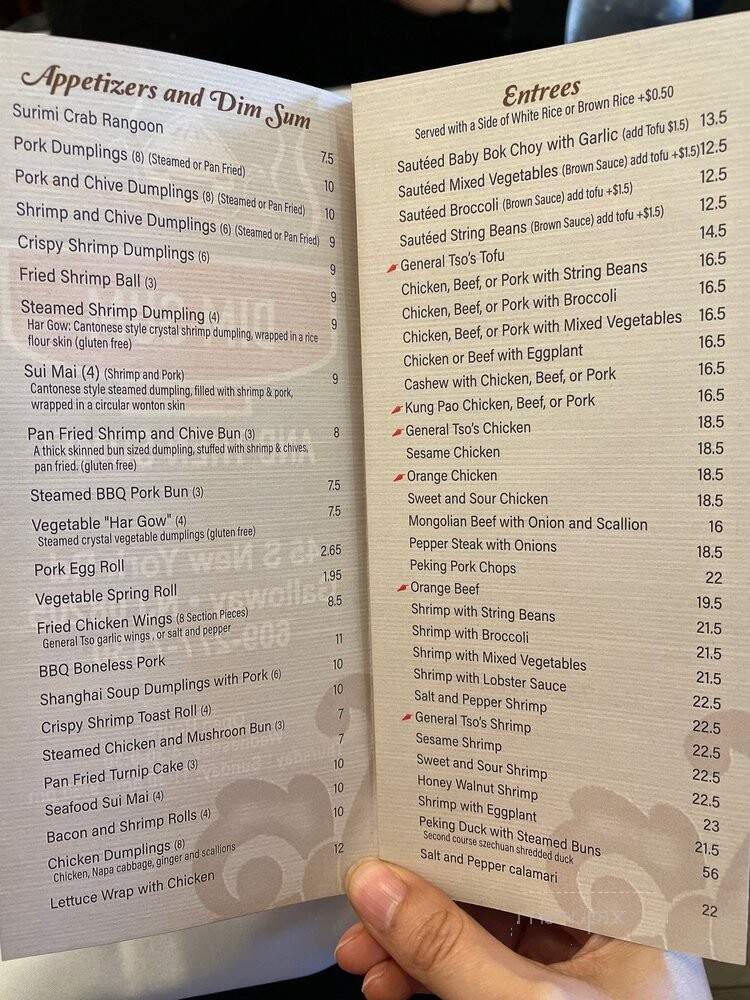 Appetizers and Dim Sum
Surimi Crab Rangoon 7.5
Pork Dumplings (8) (Steamed or Pan Fried) 10
Pork and Chive Dumplings (8) (Steamed or Pan Fried) 10
Shrimp and Chive Dumplings (6) (Steamed or Pan Fried) 9
Crispy Shrimp Dumplings (6) 9
Fried Shrimp Ball (3) 9
Steamed Shrimp Dumpling (4) 9
Har Gow: Cantonese style crystal shrimp dumpling, wrapped in a rice
flour skin (gluten free)
Sui Mai (4) (Shrimp and Pork) 9
Cantonese style steamed dumpling, filled with shrimp & pork,
wrapped in a circular wonton skin
Pan Fried Shrimp and Chive Bun (3) 8
A thick skinned bun sized dumpling, stuffed with shrimp & chives,
pan fried. (gluten free)
Steamed BBQ Pork Bun (3) 7.5
Vegetable "Har Gow" (4) 7.5
Steamed crystal vegetable dumplings (gluten free)
Pork Egg Roll 2.65
Vegetable Spring Roll 1.95
Fried Chicken Wings (8 Section Pieces) 8.5
General Tso garlic wings , or salt and pepper
BBQ Boneless Pork 11
Shanghai Soup Dumplings with Pork (6) 10
Crispy Shrimp Toast Roll (4) 10
Steamed Chicken and Mushroon Bun (3) 7
Pan Fried Turnip Cake (3) 7
Seafood Sui Mai (4) 10
Bacon and Shrimp Rolls (4) 10
Chicken Dumplings (8) 10
Chicken, Napa cabbage, ginger and scallions
Lettuce Wrap with Chicken 12
Entrees
Served with a Side of White Rice or Brown Rice +$0.50
Sautéed Baby Bok Choy with Garlic (add Tofu $1.5) 13.5
Sautéed Mixed Vegetables (Brown Sauce) add tofu +$1.5) 12.5
Sautéed Broccoli (Brown Sauce) add tofu +$1.5) 12.5
Sautéed String Beans (Brown Sauce) add tofu +$1.5) 12.5
General Tso's Tofu 14.5
Chicken, Beef, or Pork with String Beans 16.5
Chicken, Beef, or Pork with Broccoli 16.5
Chicken, Beef, or Pork with Mixed Vegetables 16.5
Chicken or Beef with Eggplant 16.5
Cashew with Chicken, Beef, or Pork 16.5
Kung Pao Chicken, Beef, or Pork 16.5
General Tso's Chicken 18.5
Sesame Chicken 18.5
Orange Chicken 18.5
Sweet and Sour Chicken 18.5
Mongolian Beef with Onion and Scallion 16
Pepper Steak with Onions 18.5
Peking Pork Chops 22
Orange Beef 19.5
Shrimp with String Beans 21.5
Shrimp with Broccoli 21.5
Shrimp with Mixed Vegetables 21.5
Shrimp with Lobster Sauce 22.5
Salt and Pepper Shrimp 22.5
General Tso's Shrimp 22.5
Sesame Shrimp 22.5
Sweet and Sour Shrimp 22.5
Honey Walnut Shrimp 23
Shrimp with Eggplant 21.5
Peking Duck with Steamed Buns 56
Second course szechuan shredded duck
Salt and Pepper calamari 22